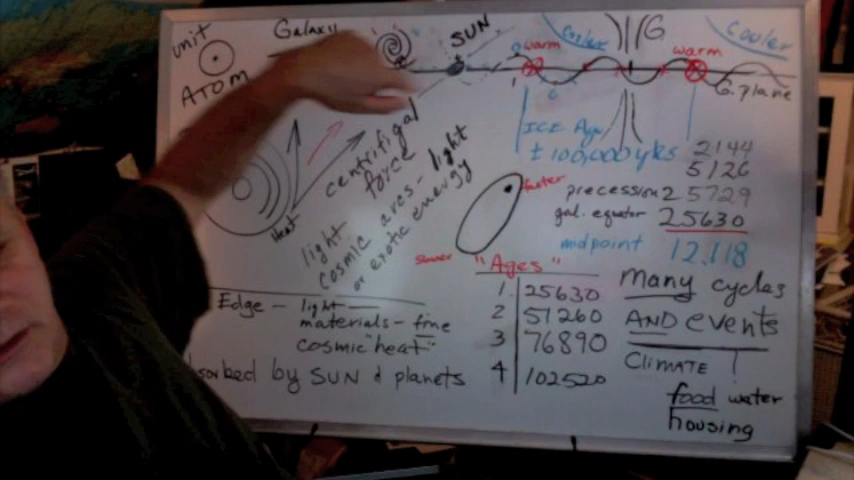 unit
ATOM
Galaxy
SUN
warm
cooler
G
warm
cooler
G. plane
Heat
centrifigal
force
light
cosmic arcs - light
or exotic energy
ICE Age
± 100,000 yrs
faster
slower
2144
5126
precession 25729
gal. equator 25630
midpoint 12,118
"Ages"
1. 25630
2 51260
3 76890
4 102520
Many cycles
AND events
CLIMATE
food water
housing
Edge - light
materials - fine
cosmic "heat"
sorbed by SUN & planets